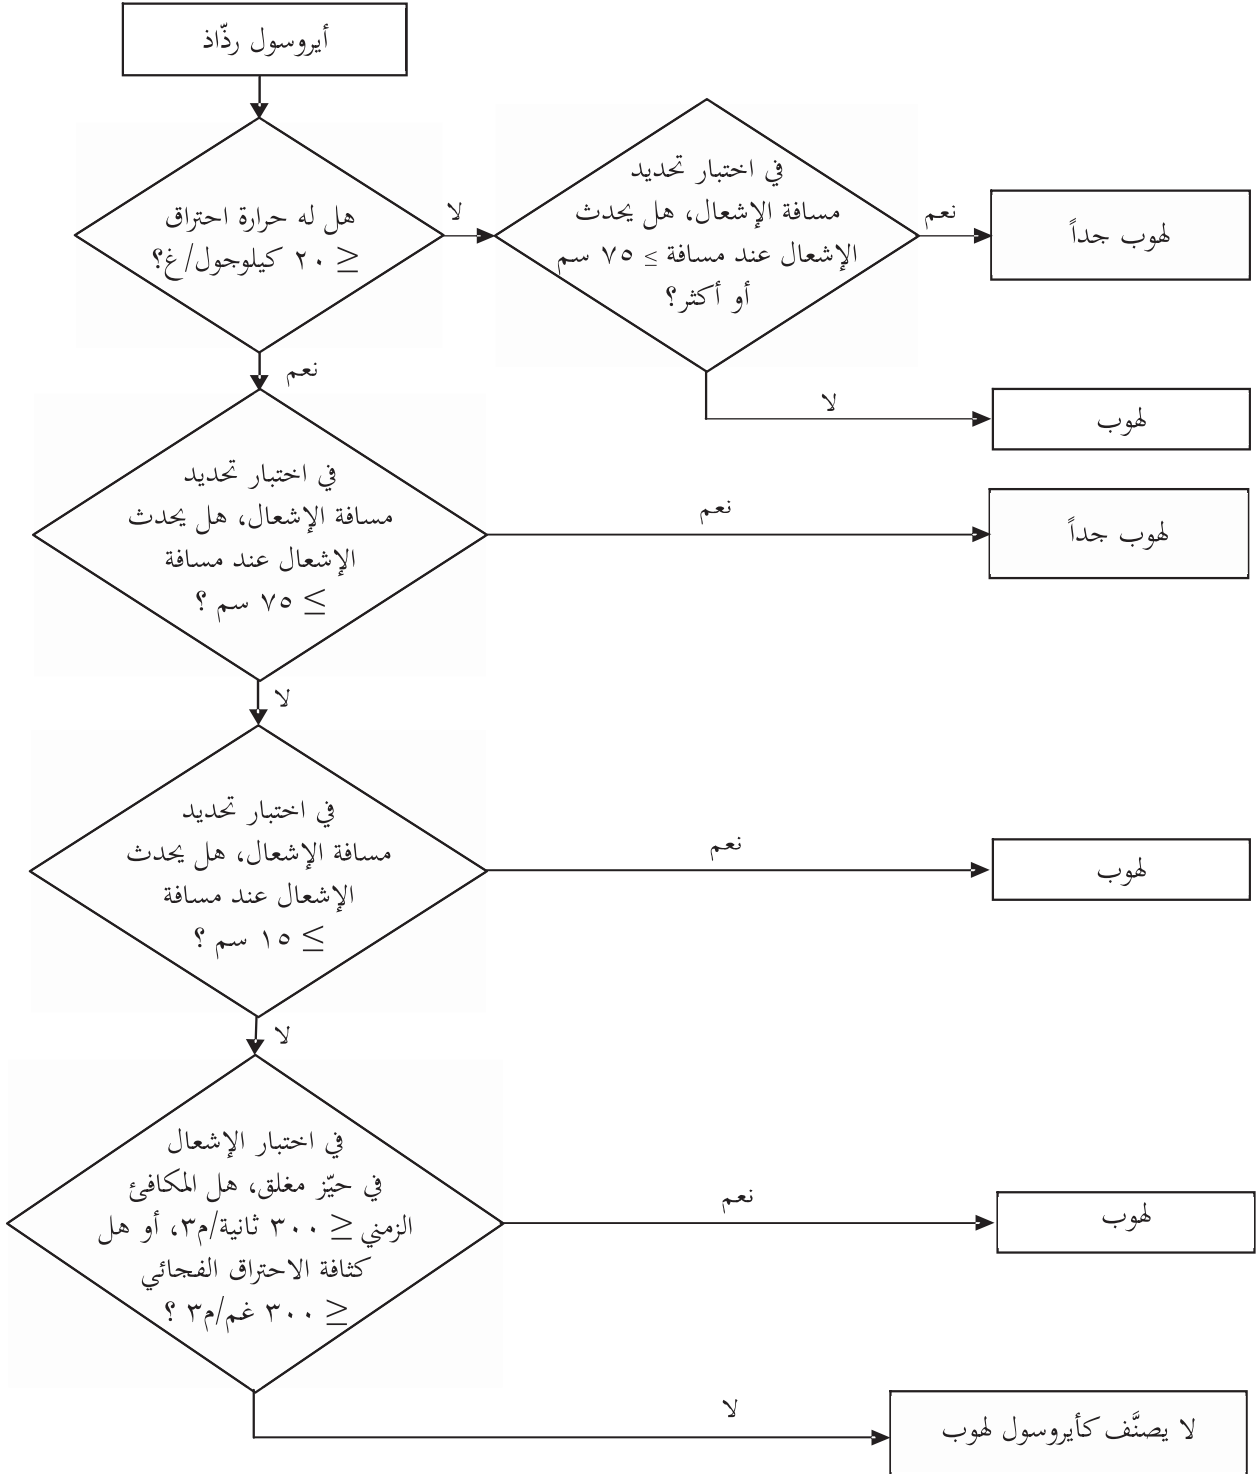 أيروسول رذّاذ
هل له حرارة احتراق
≥ ٢٠ كيلوجول/غ؟
لا
في اختبار تحديد
مسافة الإشعال، هل يحدث
الإشعال عند مسافة ≤ ٧٥ سم
أو أكثر؟
نعم
لهوب جداً
لا
لهوب
نعم
في اختبار تحديد
مسافة الإشعال، هل يحدث
الإشعال عند مسافة
≤ ٧٥ سم ؟
نعم
لهوب جداً
لا
في اختبار تحديد
مسافة الإشعال، هل يحدث
الإشعال عند مسافة
≤ ١٥ سم ؟
نعم
لهوب
لا
في اختبار الإشعال
في حيّز مغلق، هل المكافئ
الزمني ≥ ٣٠٠ ثانية/م٣، أو هل
كثافة الاحتراق الفجائي
≥ ٣٠٠ غم/م٣ ؟
نعم
لهوب
لا
لا يصنَّف كأيروسول لهوب